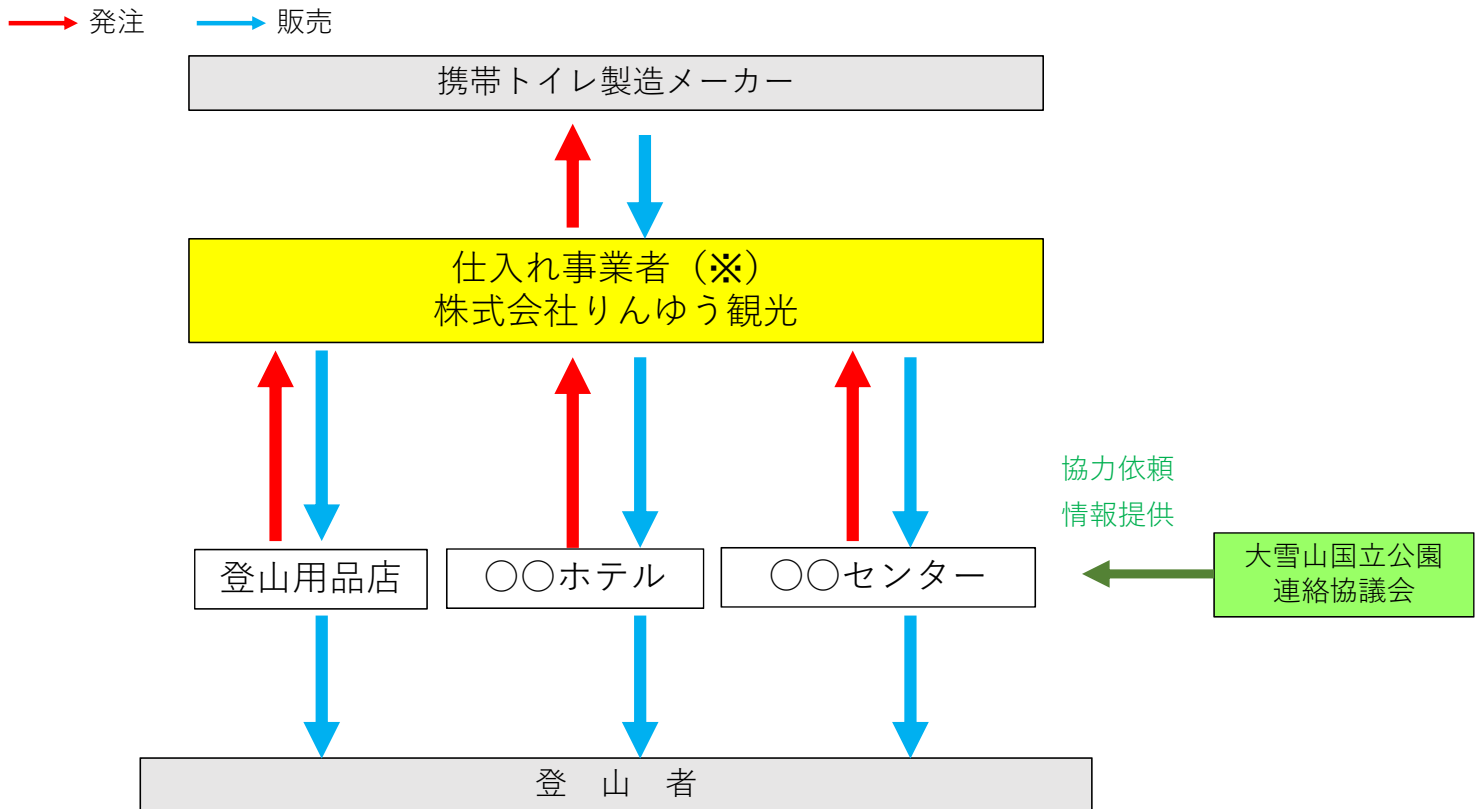 発注
販売
携帯トイレ製造メーカー
仕入れ事業者（※）
株式会社りんゆう観光
協力依頼
情報提供
登山用品店
○○ホテル
○○センター
大雪山国立公園
連絡協議会
登　山　者